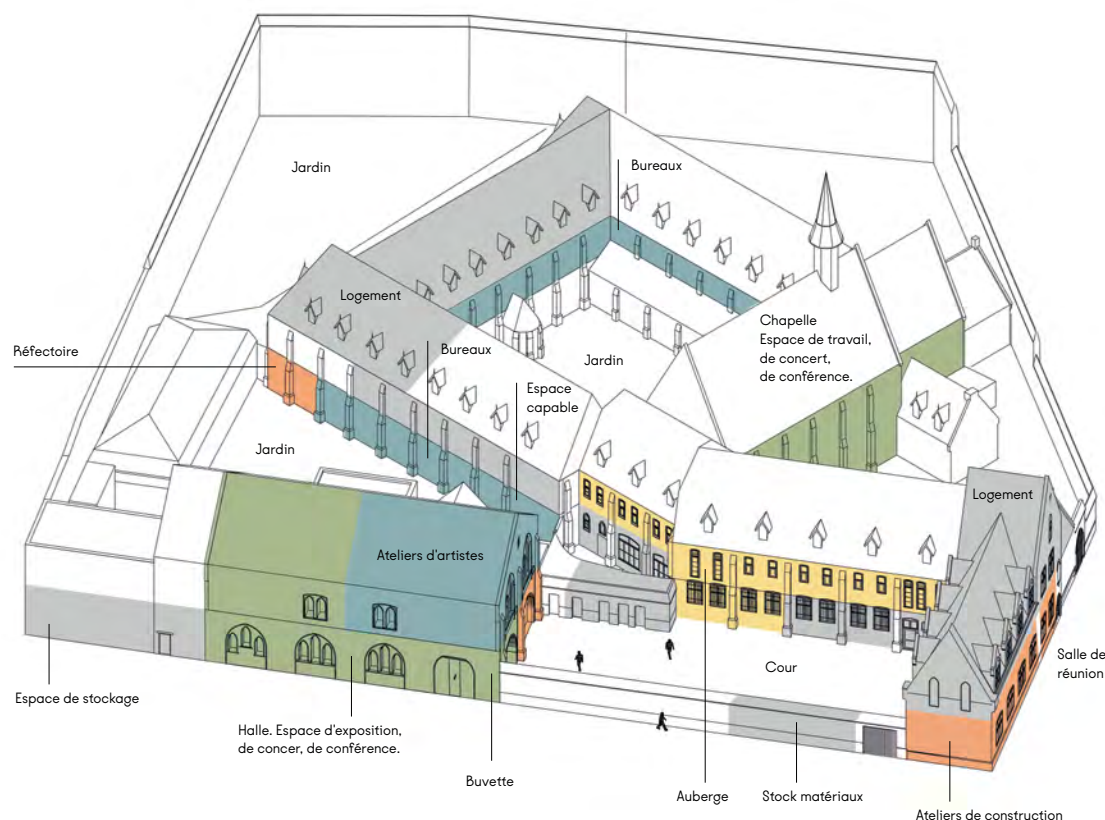 Jardin
Bureaux
Logement
Réfectoire
Bureaux
Chapelle
Espace de travail,
de concert,
de conférence.
Jardin
Espace
capable
Jardin
Logement
Ateliers d'artistes
Salle de
réunion
Cour
Espace de stockage
Halle. Espace d'exposition,
de concer, de conférence.
Buvette
Auberge
Stock matériaux
Ateliers de construction